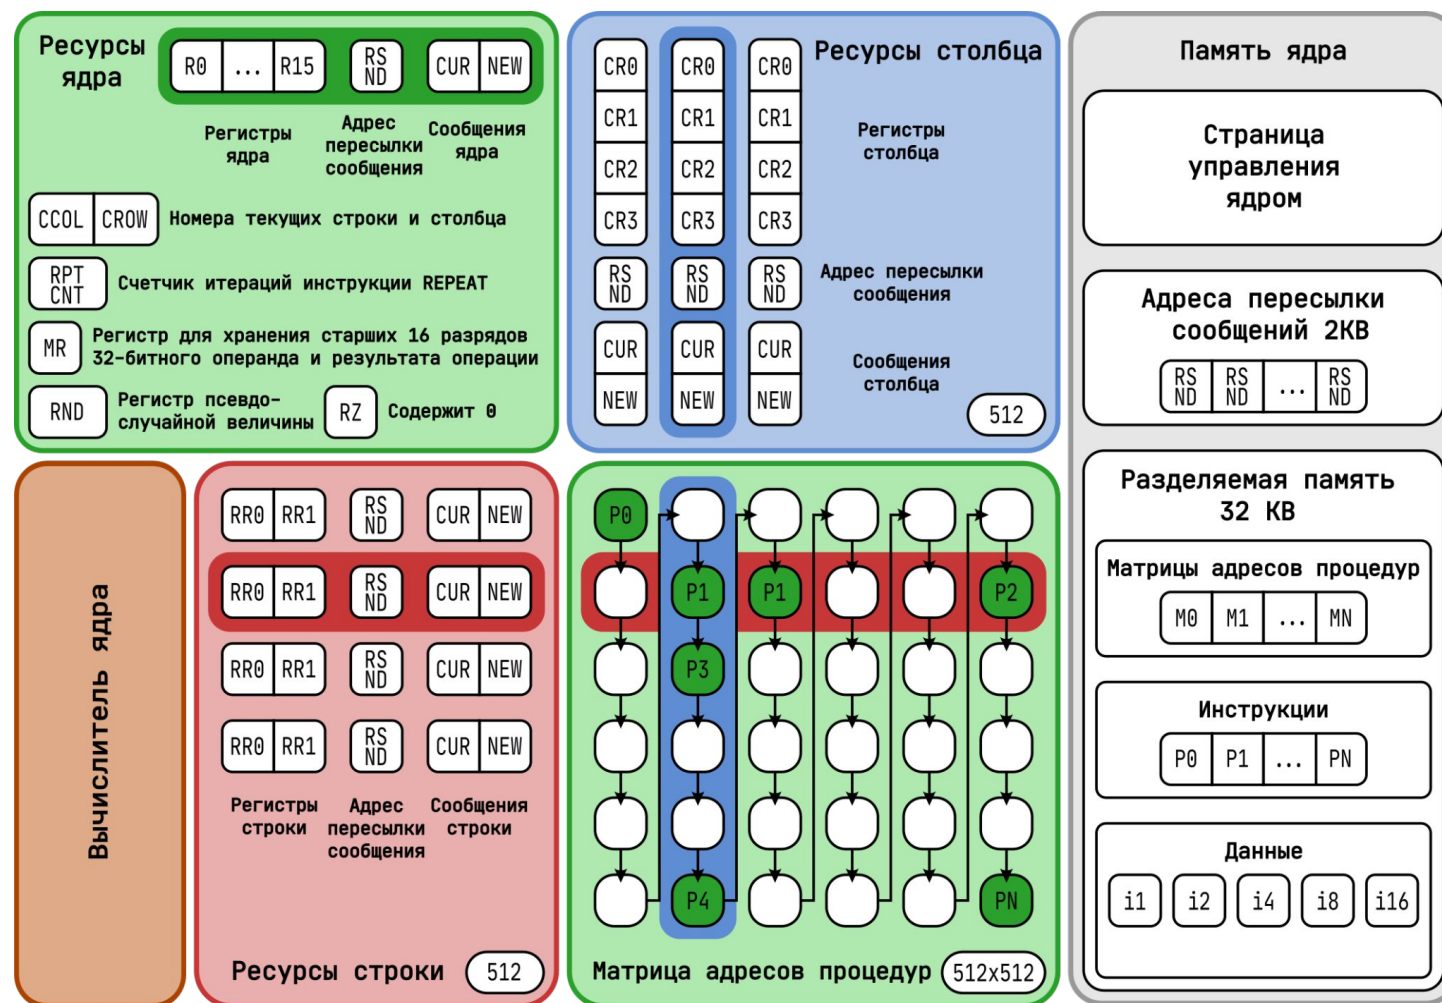 Ресурсы
ядра
R0 ... R15
RS
ND
CUR NEW
Регистры
ядра
Адрес
пересылки
сообщения
Сообщения
ядра
CCOL CROW
Номера текущих строки и столбца
RPT
CNT
Счетчик итераций инструкции REPEAT
MR
Регистр для хранения старших 16 разрядов
32-битного операнда и результата операции
RND
Регистр псевдо-
случайной величины
RZ
Содержит 0
Ресурсы столбца
CR0 CR0 CR0
CR1 CR1 CR1
CR2 CR2 CR2
CR3 CR3 CR3
Регистры
столбца
RS RS RS
ND ND ND
Адрес пересылки
сообщения
CUR CUR CUR
NEW NEW NEW
Сообщения
столбца
512
Память ядра
Страница
управления
ядром
Адреса пересылки
сообщений 2KB
RS RS ... RS
ND ND ND
Разделяемая память
32 KB
Матрицы адресов процедур
M0 M1 ... MN
Инструкции
P0 P1 ... PN
Данные
i1 i2 i4 i8 i16
Вычислитель ядра
RR0 RR1
RS
ND
CUR NEW
RR0 RR1
RS
ND
CUR NEW
RR0 RR1
RS
ND
CUR NEW
RR0 RR1
RS
ND
CUR NEW
Регистры
строки
Адрес
пересылки
сообщения
Сообщения
строки
Ресурсы строки
512
P0
P1 P1 P2
P3
P4 PN
Матрица адресов процедур
512x512